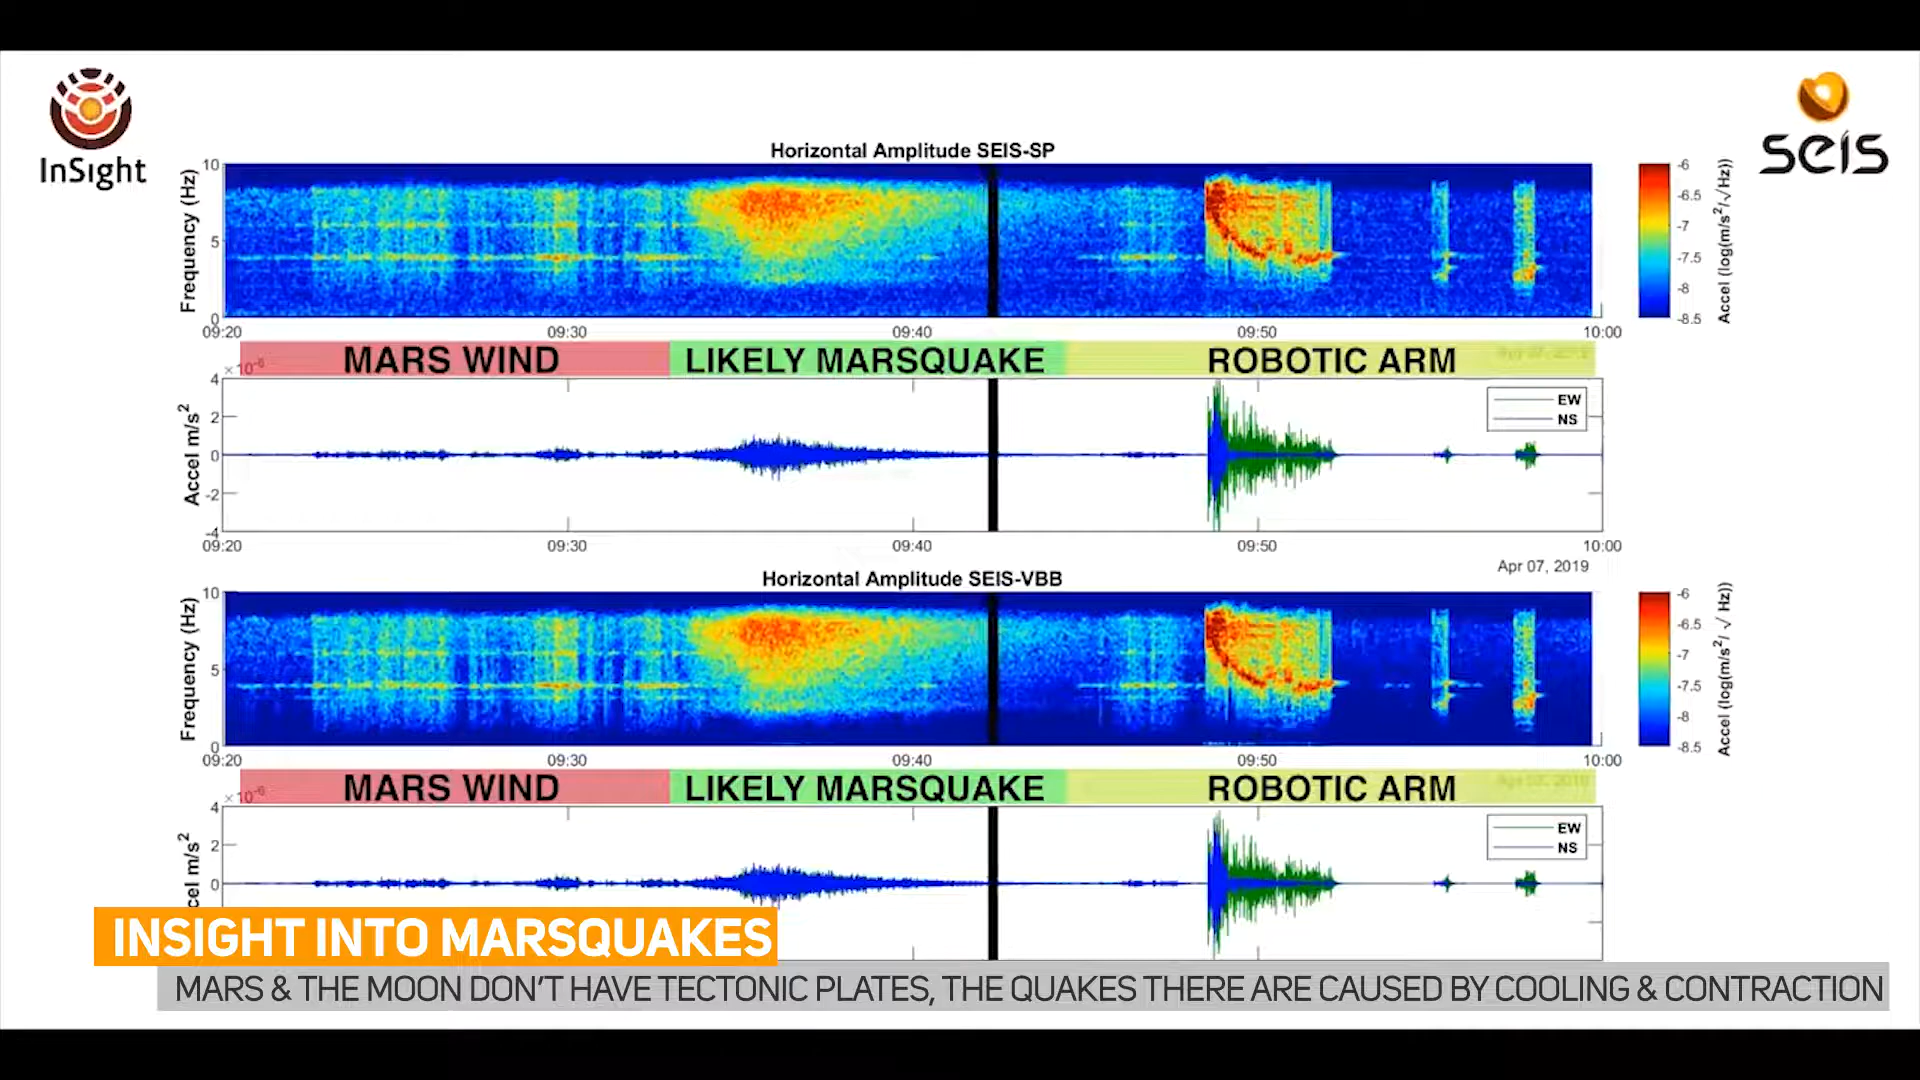 InSight
seis
Horizontal Amplitude SEIS-SP
Frequency (Hz)
10
5
0
09:20
09:30
09:40
09:50
10:00
-6
-6.5
-7
-7.5
-8
-8.5
Accel (log(m/s²/√Hz))
MARS WIND
LIKELY MARSQUAKE
ROBOTIC ARM
× 10⁻⁶
Accel m/s²
4
2
0
-2
-4
EW
NS
09:20
09:30
09:40
09:50
10:00
Apr 07, 2019
Horizontal Amplitude SEIS-VBB
Frequency (Hz)
10
5
0
09:20
09:30
09:40
09:50
10:00
-6
-6.5
-7
-7.5
-8
-8.5
Accel (log(m/s²/√Hz))
MARS WIND
LIKELY MARSQUAKE
ROBOTIC ARM
× 10⁻⁶
cel m/s²
4
2
0
EW
NS
INSIGHT INTO MARSQUAKES
MARS & THE MOON DON'T HAVE TECTONIC PLATES, THE QUAKES THERE ARE CAUSED BY COOLING & CONTRACTION